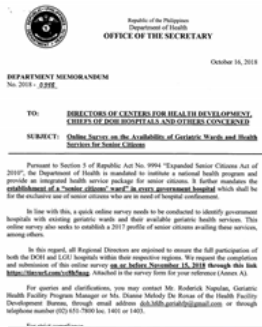 Republic of the Philippines
Department of Health
OFFICE OF THE SECRETARY
October 16, 2018
DEPARTMENT MEMORANDUM
No. 2018 -
TO: DIRECTORS OF CENTERS FOR HEALTH DEVELOPMENT,
CHIEFS OF DOH HOSPITALS AND OTHERS CONCERNED
SUBJECT: Online Survey on the Availability of Geriatric Wards and Health
Services for Senior Citizens
Pursuant to Section 5 of Republic Act No. 9994 "Expanded Senior Citizens Act of
2010", the Department of Health is mandated to institute a national health program and
provide an integrated health service package for senior citizens. It further mandates the
establishment of a "senior citizens' ward" in every government hospital which shall be
for the exclusive use of senior citizens who are in need of hospital confinement.
In line with this, a quick online survey needs to be conducted to identify government
hospitals with existing geriatric wards and their available geriatric health services. This
online survey also seeks to establish a 2017 profile of senior citizens availing these services,
among others.
In this regard, all Regional Directors are enjoined to ensure the full participation of
both the DOH and LGU hospitals within their respective regions. We request the completion
and submission of this online survey on or before November 15, 2018 through this link
Attached is the survey form for your reference (Annex A).
For queries and clarifications, you may contact Mr. Roderick Napulan, Geriatric
Health Facility Program Manager or Ms. Dianne Melody De Roxas of the Health Facility
Development Bureau, through email address or through
telephone number (02) 651-7800 loc. 1401 or 1403.